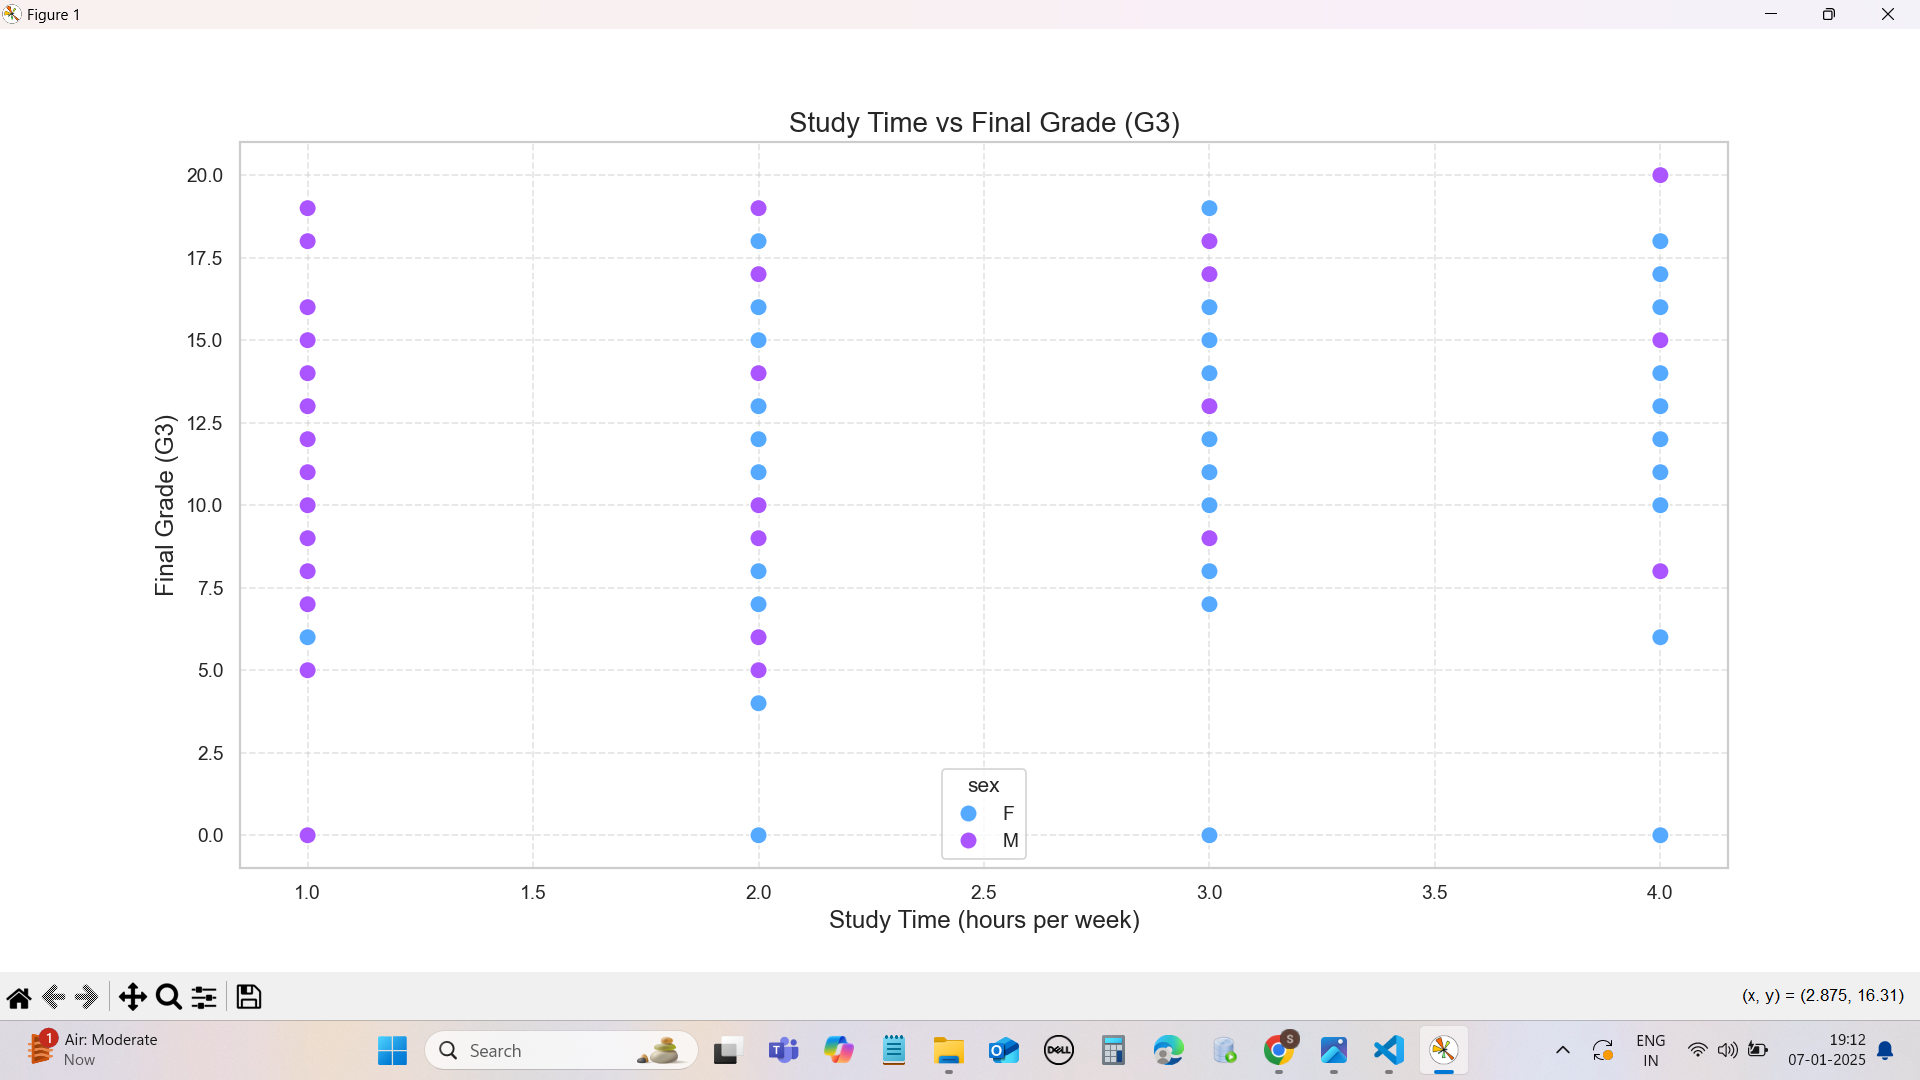 Figure 1
Study Time vs Final Grade (G3)
20.0
17.5
15.0
12.5
10.0
7.5
5.0
2.5
0.0
Final Grade (G3)
sex
F
M
1.0
1.5
2.0
2.5
3.0
3.5
4.0
Study Time (hours per week)
(x, y) = (2.875, 16.31)
1
Air: Moderate
Now
Search
T
O
DELL
S
ENG
IN
19:12
07-01-2025